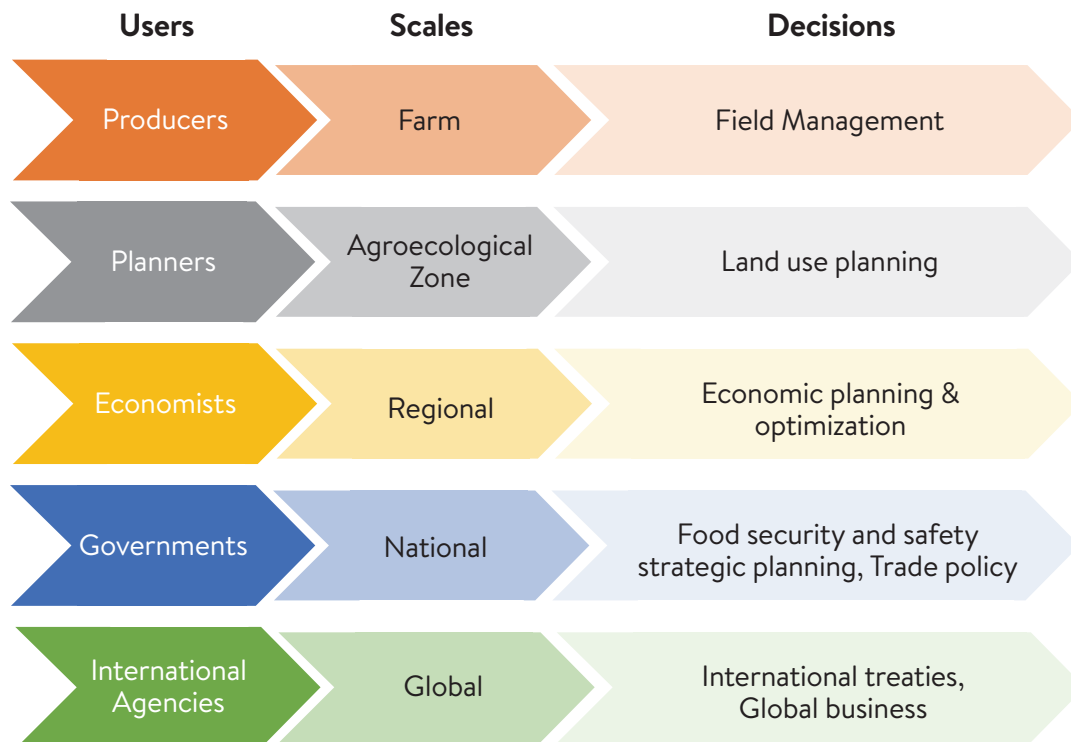 Users
Scales
Decisions
Producers
Farm
Field Management
Planners
Agroecological
Zone
Land use planning
Economists
Regional
Economic planning &
optimization
Governments
National
Food security and safety
strategic planning, Trade policy
International
Agencies
Global
International treaties,
Global business